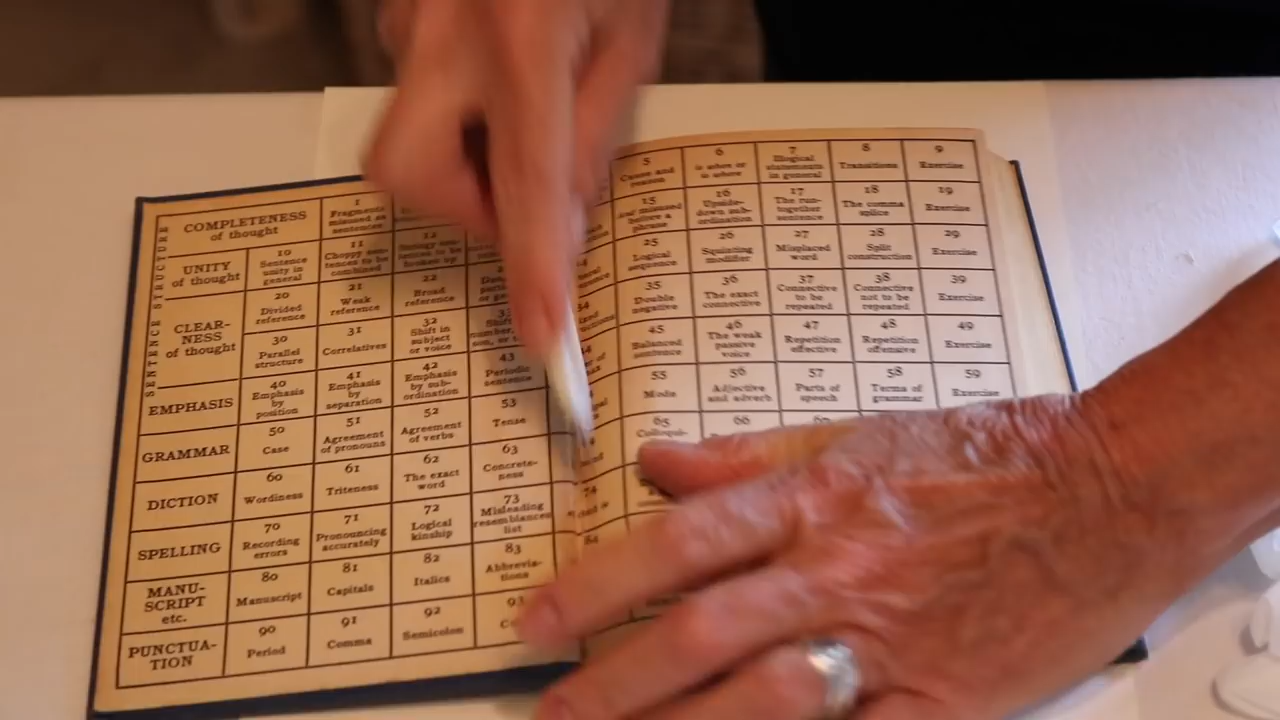 SENTENCE STRUCTURE
COMPLETENESS
of thought
1
Fragments
misused as
sentences
5
Cause and
reason
6
is when or
is where
7
Illogical
statements
in general
8
Transitions
9
Exercise
UNITY
of thought
10
Sentence
unity in
general
11
Choppy sen-
tences to be
combined
12
15
And misused
before a
phrase
16
Upside-
down sub-
ordination
17
The run-
together
sentence
18
The comma
splice
19
Exercise
CLEAR-
NESS
of thought
20
Divided
reference
21
Weak
reference
22
Broad
reference
25
Logical
sequence
26
Squinting
modifier
27
Misplaced
word
28
Split
construction
29
Exercise
30
Parallel
structure
31
Correlatives
32
Shift in
subject
or voice
35
Double
negative
36
The exact
connective
37
Connective
to be
repeated
38
Connective
not to be
repeated
39
Exercise
EMPHASIS
40
Emphasis
by
position
41
Emphasis
by
separation
42
Emphasis
by sub-
ordination
43
Periodic
sentence
45
Balanced
sentence
46
The weak
passive
voice
47
Repetition
effective
48
Repetition
offensive
49
Exercise
GRAMMAR
50
Case
51
Agreement
of pronouns
52
Agreement
of verbs
53
Tense
55
Mode
56
Adjective
and adverb
57
Parts of
speech
58
Terms of
grammar
59
Exercise
DICTION
60
Wordiness
61
Triteness
62
The exact
word
63
Concrete-
ness
65
Colloqui-
66
SPELLING
70
Recording
errors
71
Pronouncing
accurately
72
Logical
kinship
73
Misleading
resemblances
list
74
MANU-
SCRIPT
etc.
80
Manuscript
81
Capitals
82
Italics
83
Abbrevia-
tions
84
PUNCTUA-
TION
90
Period
91
Comma
92
Semicolon
93